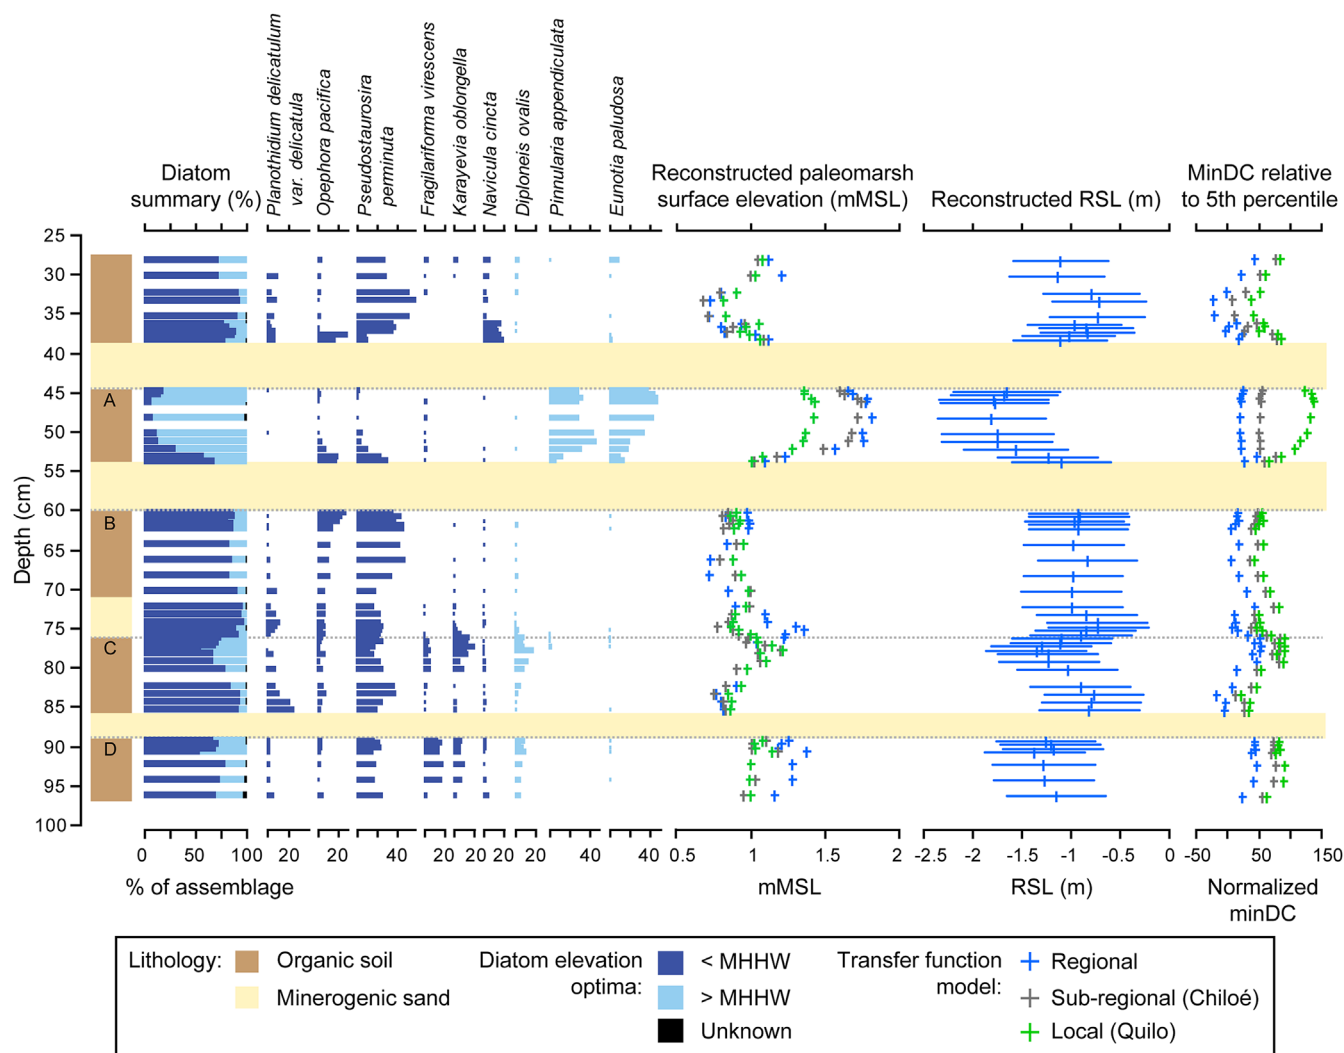 Planothidium delicatulum
var. delicatula
Opephora pacifica
Pseudostaurosira
perminuta
Fragilariforma virescens
Karayevia oblongella
Navicula cincta
Diploneis ovalis
Pinnularia appendiculata
Eunotia paludosa
Diatom
summary (%)
Reconstructed paleomarsh
surface elevation (mMSL)
Reconstructed RSL (m)
MinDC relative
to 5th percentile
Depth (cm)
25
30
35
40
45
50
55
60
65
70
75
80
85
90
95
100
A
B
C
D
0 50 100 20 20 40 20 20 20 20 40 40
0.5 1 1.5 2
-2.5 -2 -1.5 -1 -0.5 0
-50 50 150
% of assemblage
mMSL
RSL (m)
Normalized
minDC
Lithology:
Organic soil
Minerogenic sand
Diatom elevation
optima:
< MHHW
> MHHW
Unknown
Transfer function
model:
Regional
Sub-regional (Chiloé)
Local (Quilo)